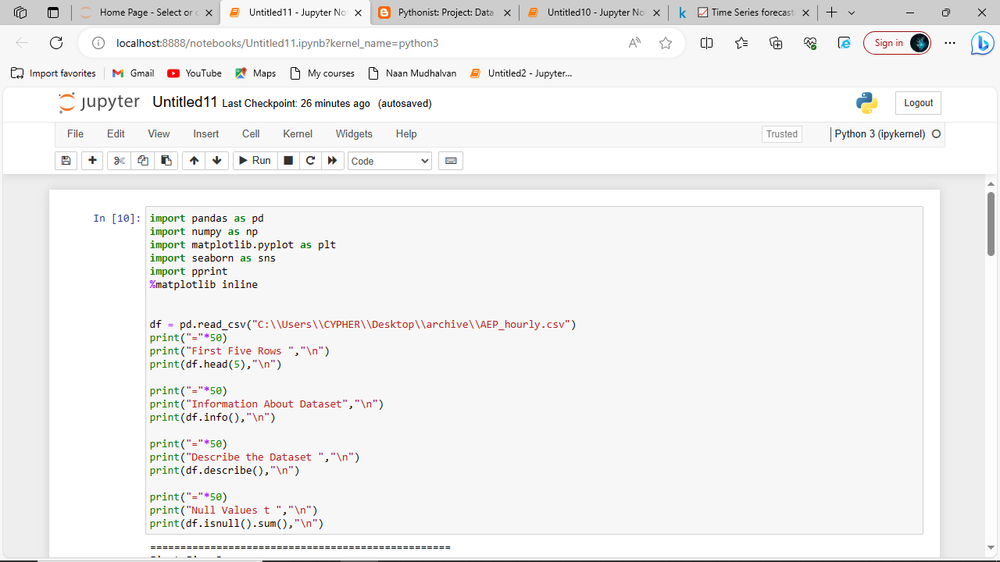 Home Page - Select or c
Untitled11 - Jupyter No
Pythonist: Project: Data
Untitled10 - Jupyter No
Time Series forecast
localhost:8888/notebooks/Untitled11.ipynb?kernel_name=python3
Sign in
Import favorites
Gmail
YouTube
Maps
My courses
Naan Mudhalvan
Untitled2 - Jupyter...
jupyter
Untitled11
Last Checkpoint: 26 minutes ago (autosaved)
Logout
File Edit View Insert Cell Kernel Widgets Help
Trusted
Python 3 (ipykernel)
Run
Code
In [10]:
import pandas as pd
import numpy as np
import matplotlib.pyplot as plt
import seaborn as sns
import pprint
%matplotlib inline
df = pd.read_csv("C:\\Users\\CYPHER\\Desktop\\archive\\AEP_hourly.csv")
print("="*50)
print("First Five Rows ","\n")
print(df.head(5),"\n")
print("="*50)
print("Information About Dataset","\n")
print(df.info(),"\n")
print("="*50)
print("Describe the Dataset ","\n")
print(df.describe(),"\n")
print("="*50)
print("Null Values t ","\n")
print(df.isnull().sum(),"\n")
==================================================